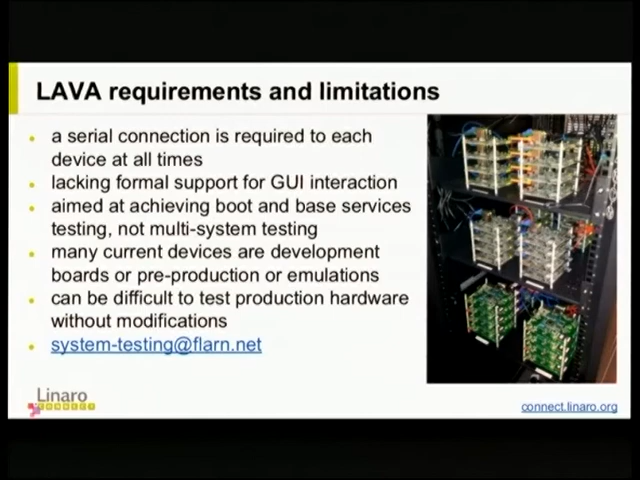 LAVA requirements and limitations
a serial connection is required to each
device at all times
lacking formal support for GUI interaction
aimed at achieving boot and base services
testing, not multi-system testing
many current devices are development
boards or pre-production or emulations
can be difficult to test production hardware
without modifications
system-testing@flarn.net
Linaro
CONNECT
connect.linaro.org